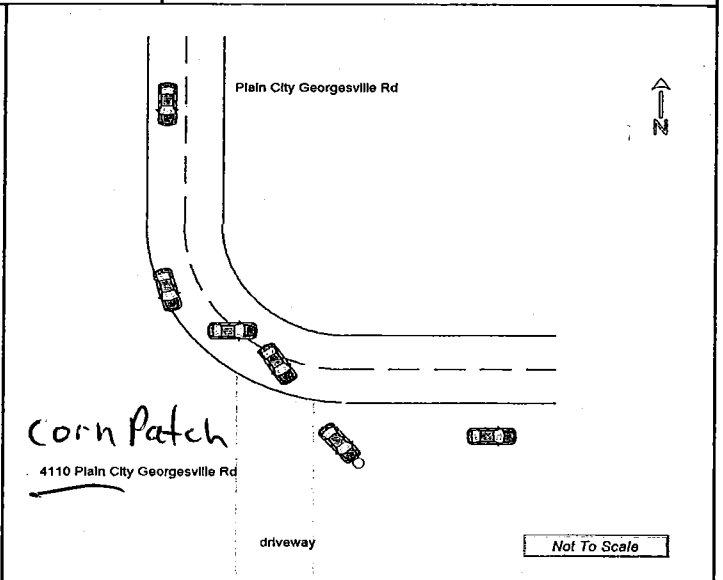 Plain City Georgesville Rd
N
Corn Patch
4110 Plain City Georgesville Rd
driveway
Not To Scale